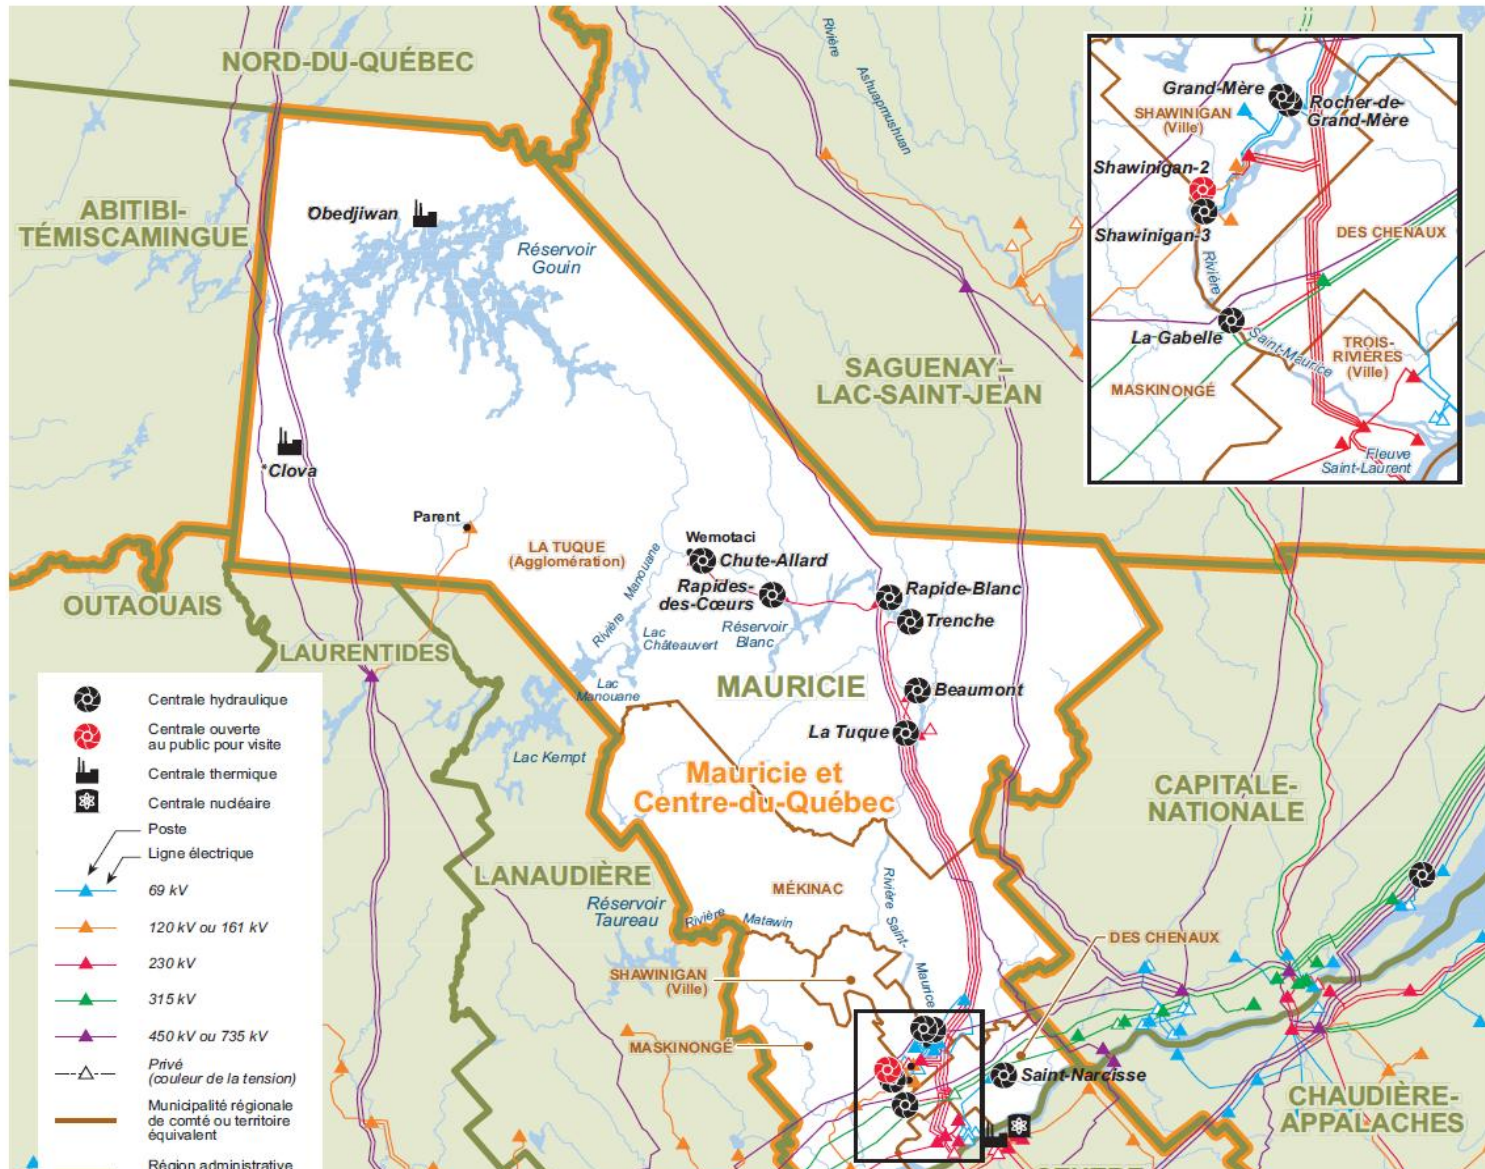 NORD-DU-QUÉBEC
ABITIBI-
TÉMISCAMINGUE
Obedjiwan
Réservoir
Gouin
Rivière
Ashuapmushuan
SAGUENAY–
LAC-SAINT-JEAN
Clova
Parent
LA TUQUE
(Agglomération)
OUTAOUAIS
LAURENTIDES
Wemotaci
Chute-Allard
Rapides-
des-Cœurs
Rapide-Blanc
Trenche
Rivière Manouane
Lac
Châteauvert
Réservoir
Blanc
Lac
Manouane
MAURICIE
Beaumont
La Tuque
Lac Kempt
Mauricie et
Centre-du-Québec
CAPITALE-
NATIONALE
LANAUDIÈRE
Réservoir
Taureau
MÉKINAC
Rivière Matawin
Rivière Saint-
Maurice
SHAWINIGAN
(Ville)
DES CHENAUX
MASKINONGÉ
Saint-Narcisse
CHAUDIÈRE-
APPALACHES
Grand-Mère
Rocher-de-
Grand-Mère
SHAWINIGAN
(Ville)
Shawinigan-2
Shawinigan-3
DES CHENAUX
Rivière
Saint-Maurice
La-Gabelle
TROIS-
RIVIÈRES
(Ville)
MASKINONGÉ
Fleuve
Saint-Laurent
Centrale hydraulique
Centrale ouverte
au public pour visite
Centrale thermique
Centrale nucléaire
Poste
Ligne électrique
69 kV
120 kV ou 161 kV
230 kV
315 kV
450 kV ou 735 kV
Privé
(couleur de la tension)
Municipalité régionale
de comté ou territoire
équivalent
Région administrative